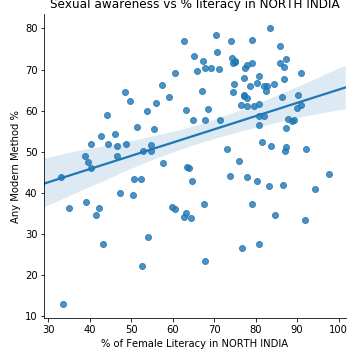 Sexual awareness vs % literacy in NORTH INDIA
80
70
60
50
40
30
20
10
Any Modern Method %
30 40 50 60 70 80 90 100
% of Female Literacy in NORTH INDIA